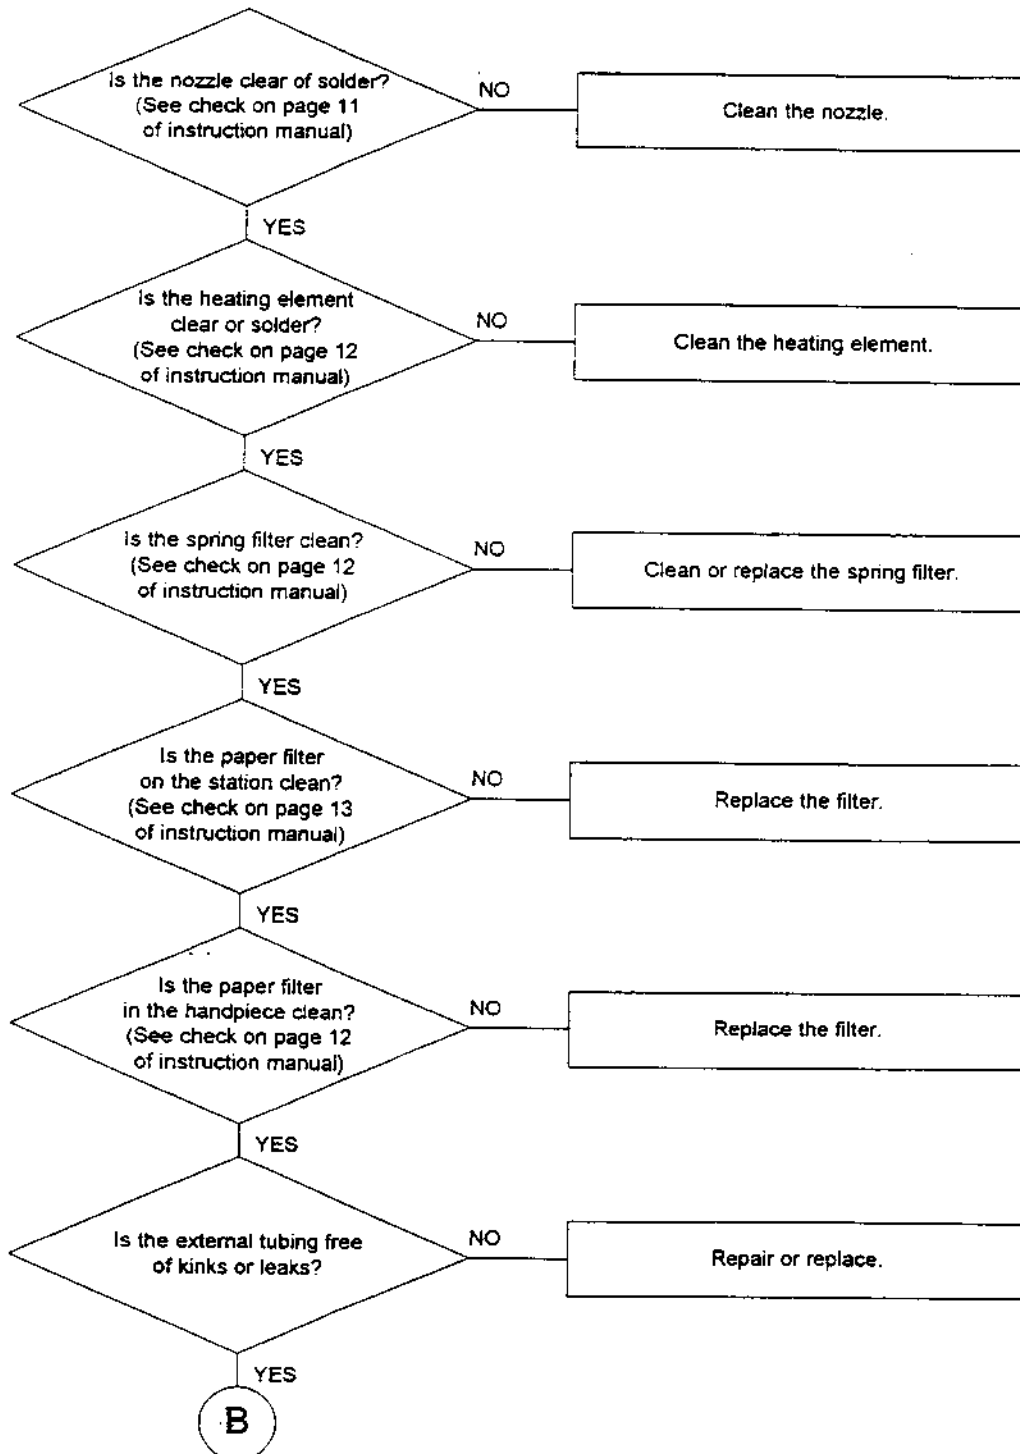 Is the nozzle clear of solder?
(See check on page 11
of instruction manual)
NO
Clean the nozzle.
YES
Is the heating element
clear or solder?
(See check on page 12
of instruction manual)
NO
Clean the heating element.
YES
Is the spring filter clean?
(See check on page 12
of instruction manual)
NO
Clean or replace the spring filter.
YES
Is the paper filter
on the station clean?
(See check on page 13
of instruction manual)
NO
Replace the filter.
YES
Is the paper filter
in the handpiece clean?
(See check on page 12
of instruction manual)
NO
Replace the filter.
YES
Is the external tubing free
of kinks or leaks?
NO
Repair or replace.
YES
B